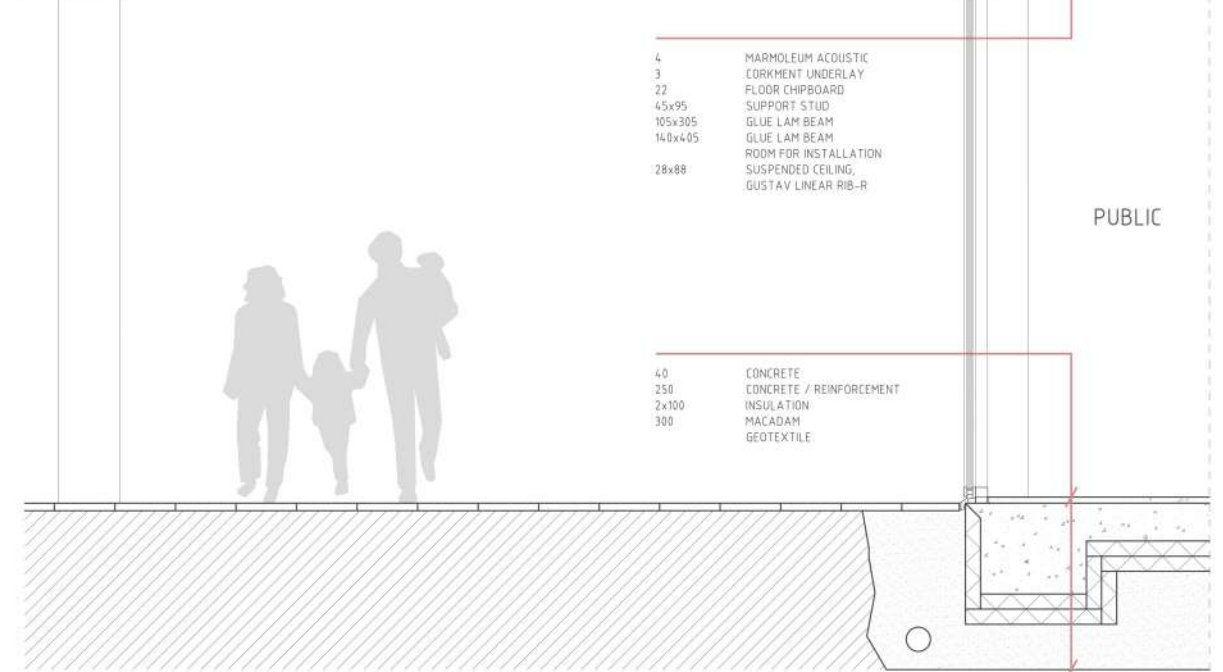 4 MARMOLEUM ACOUSTIC
3 CORKMENT UNDERLAY
22 FLOOR CHIPBOARD
45x95 SUPPORT STUD
105x305 GLUE LAM BEAM
140x405 GLUE LAM BEAM
ROOM FOR INSTALLATION
28x88 SUSPENDED CEILING,
GUSTAV LINEAR RIB-R
PUBLIC
40 CONCRETE
250 CONCRETE / REINFORCEMENT
2x100 INSULATION
300 MACADAM
GEOTEXTILE